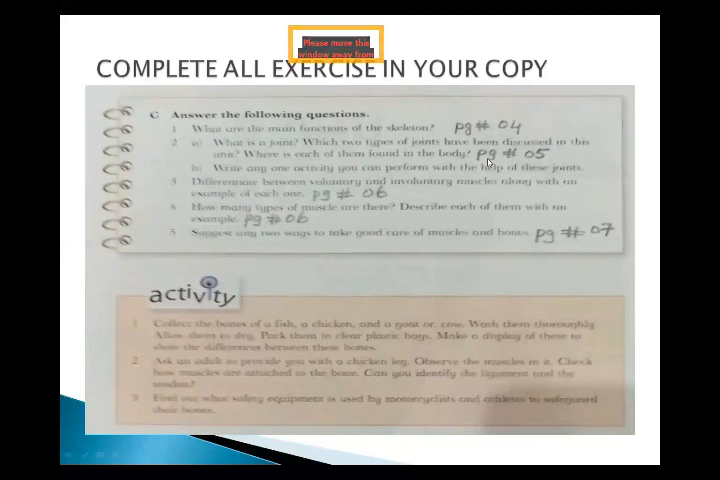 Please move this
window away from
COMPLETE ALL EXERCISE IN YOUR COPY
C Answer the following questions.
1 What are the main functions of the skeleton? pg # 04
2 a) What is a joint? Which two types of joints have been discussed in this
unit? Where is each of them found in the body? pg # 05
b) Write any one activity you can perform with the help of these joints.
3 Differentiate between voluntary and involuntary muscles along with an
example of each one. pg # 06
4 How many types of muscle are there? Describe each of them with an
example. pg # 06
5 Suggest any two ways to take good care of muscles and bones. pg # 07
activity
1 Collect the bones of a fish, a chicken, and a goat or, cow. Wash them thoroughly.
Allow them to dry. Pack them in clear plastic bags. Make a display of them to
show the differences between these bones.
2 Ask an adult to provide you with a chicken leg. Observe the muscles in it. Check
how muscles are attached to the bone. Can you identify the ligament and the
tendon?
3 Find out what safety equipment is used by motorcyclists and athletes to safeguard
their bones.